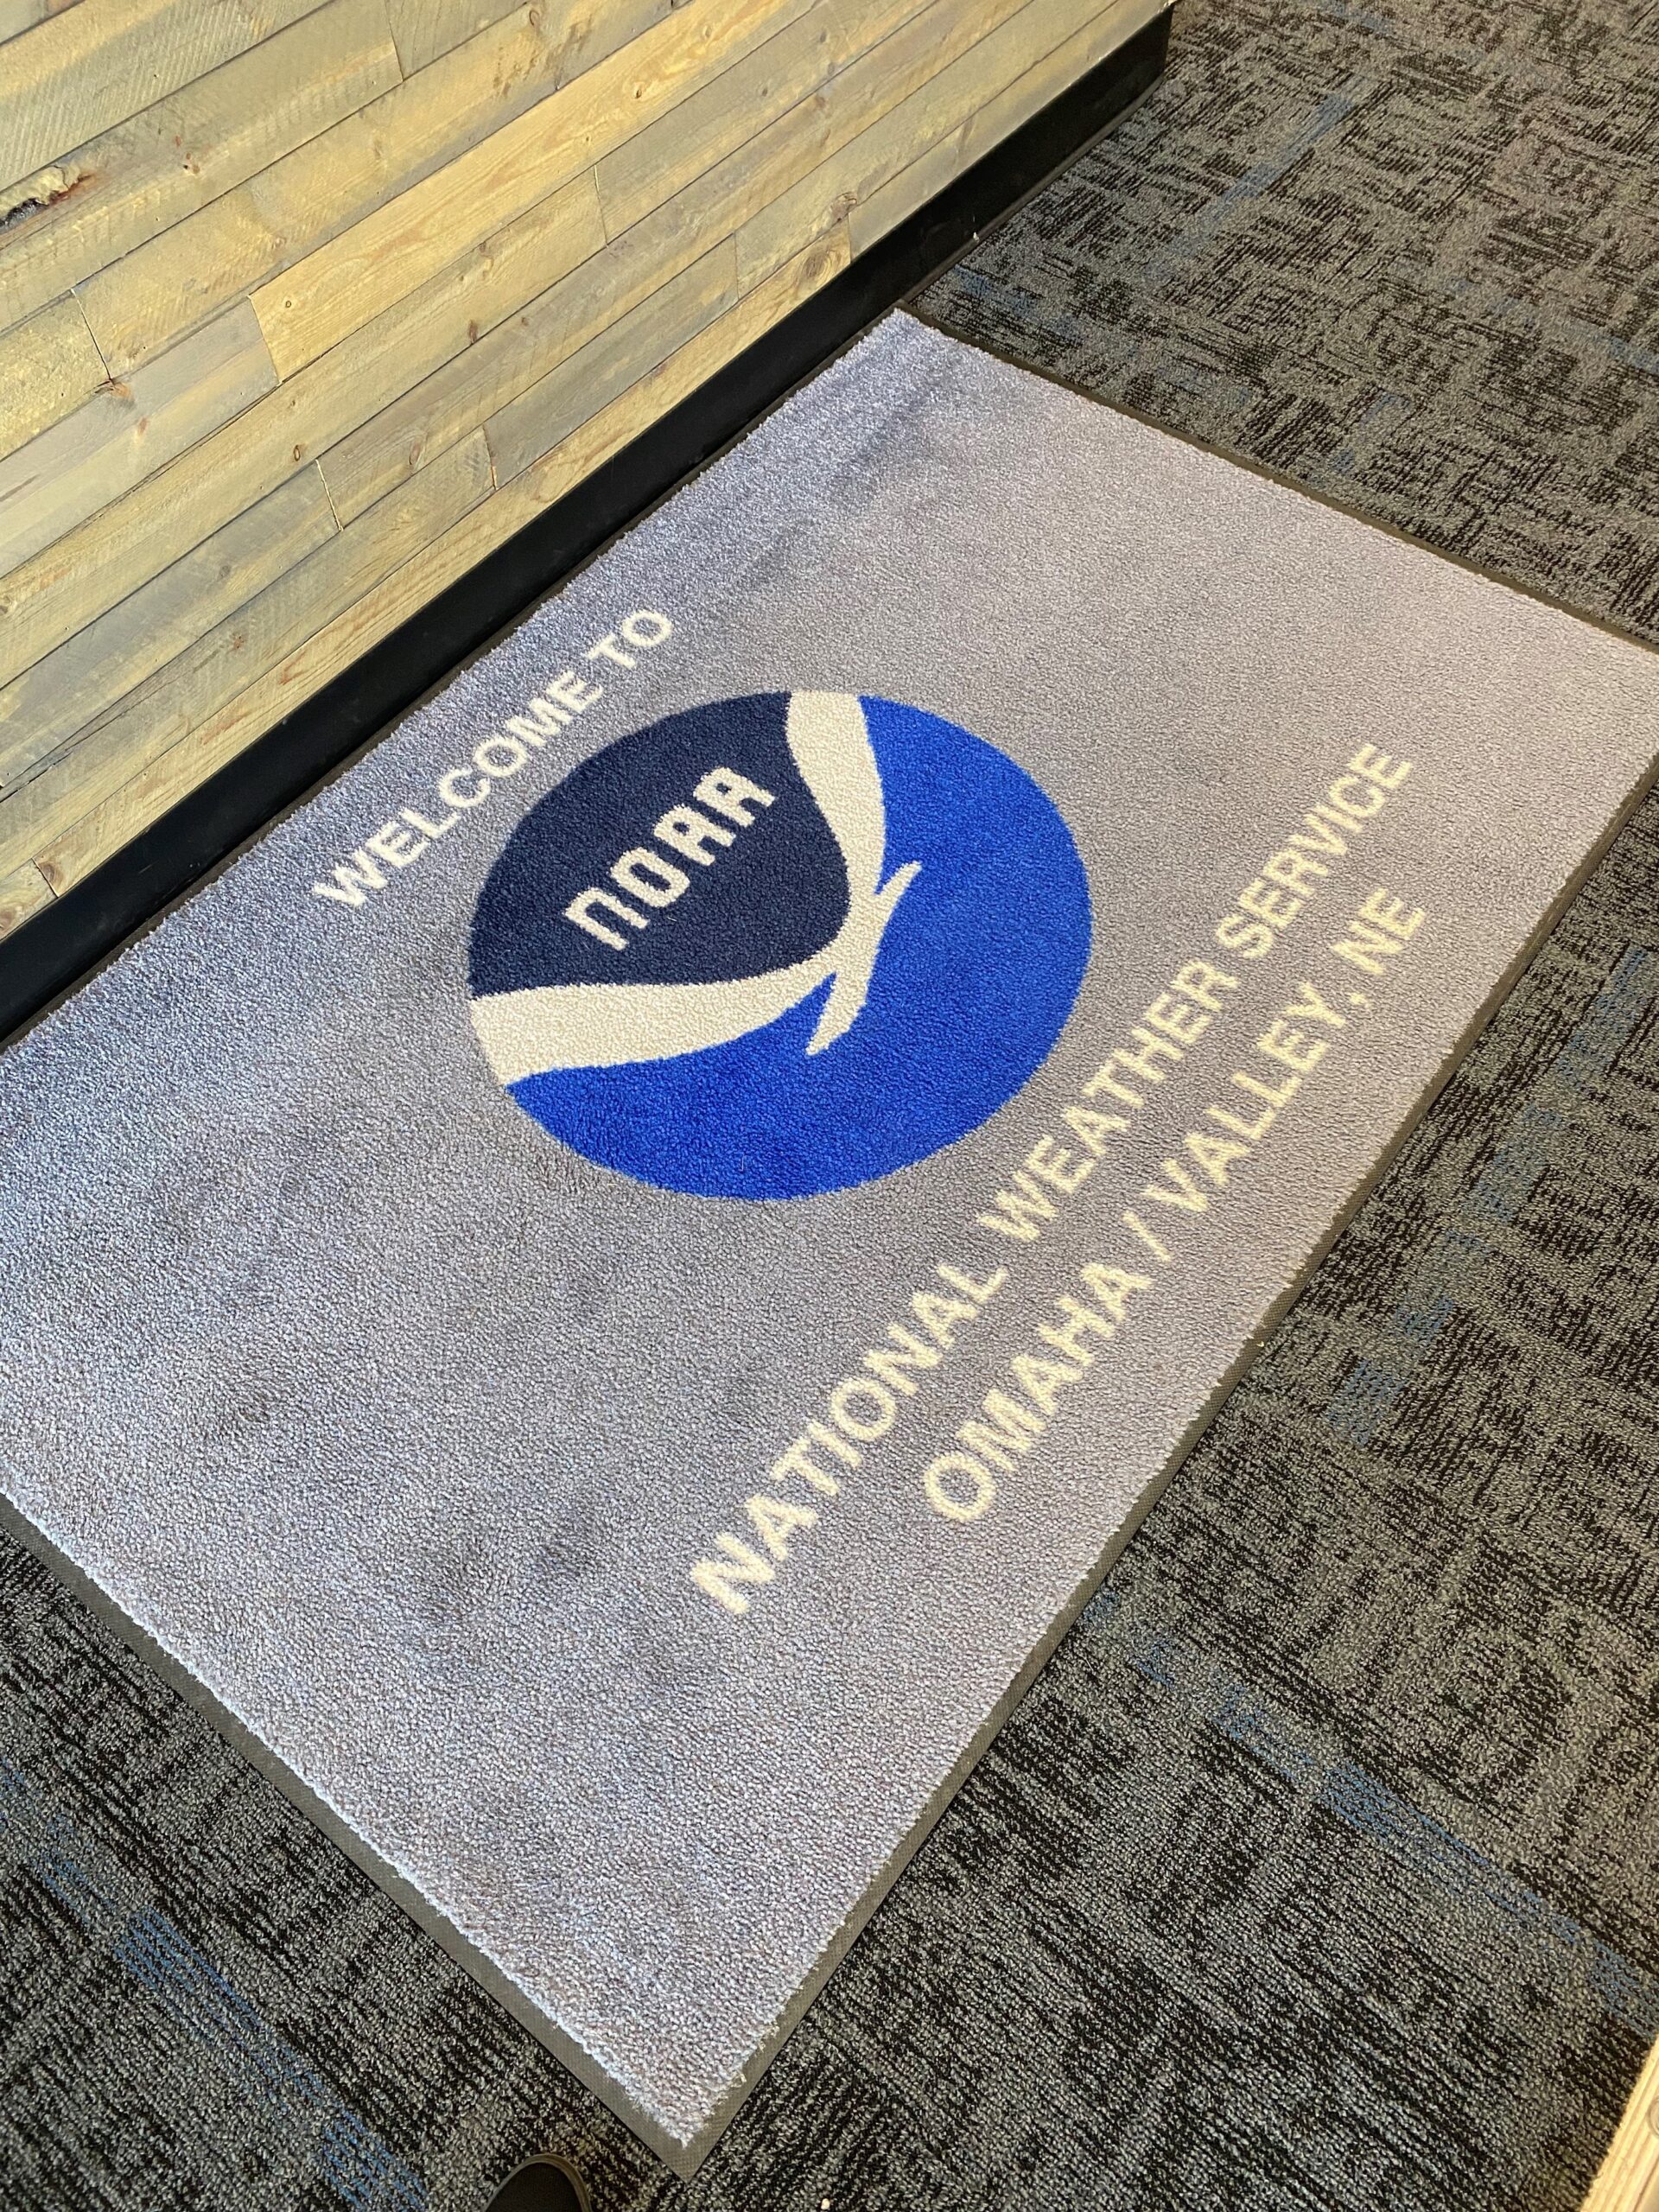 WELCOME TO
noaa
NATIONAL WEATHER SERVICE
OMAHA / VALLEY, NE